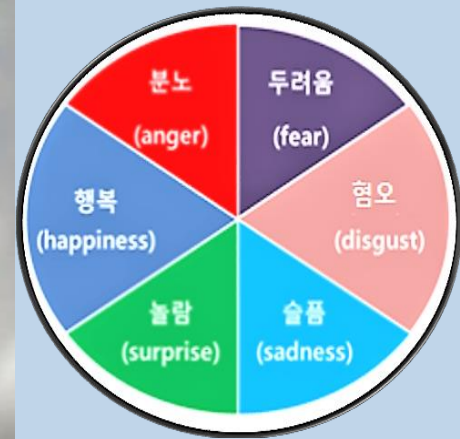 분노
(anger)
두려움
(fear)
행복
(happiness)
혐오
(disgust)
놀람
(surprise)
슬픔
(sadness)